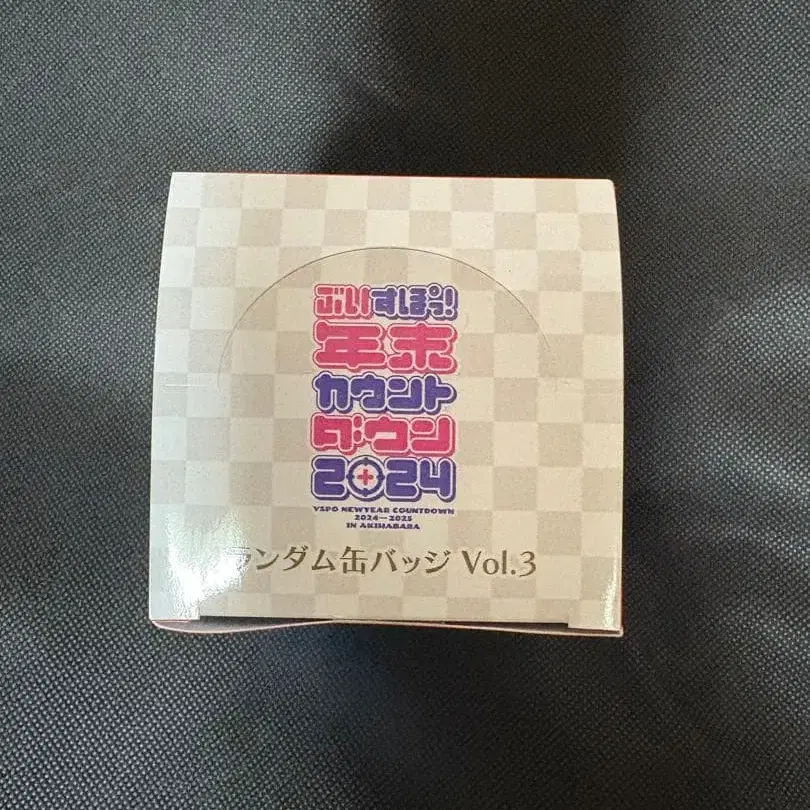 ぶいすぽっ!
年末
カウント
ダウン
2024
VSPO NEWYEAR COUNTDOWN
2024—2025
IN AKIHABARA
ランダム缶バッジ Vol.3